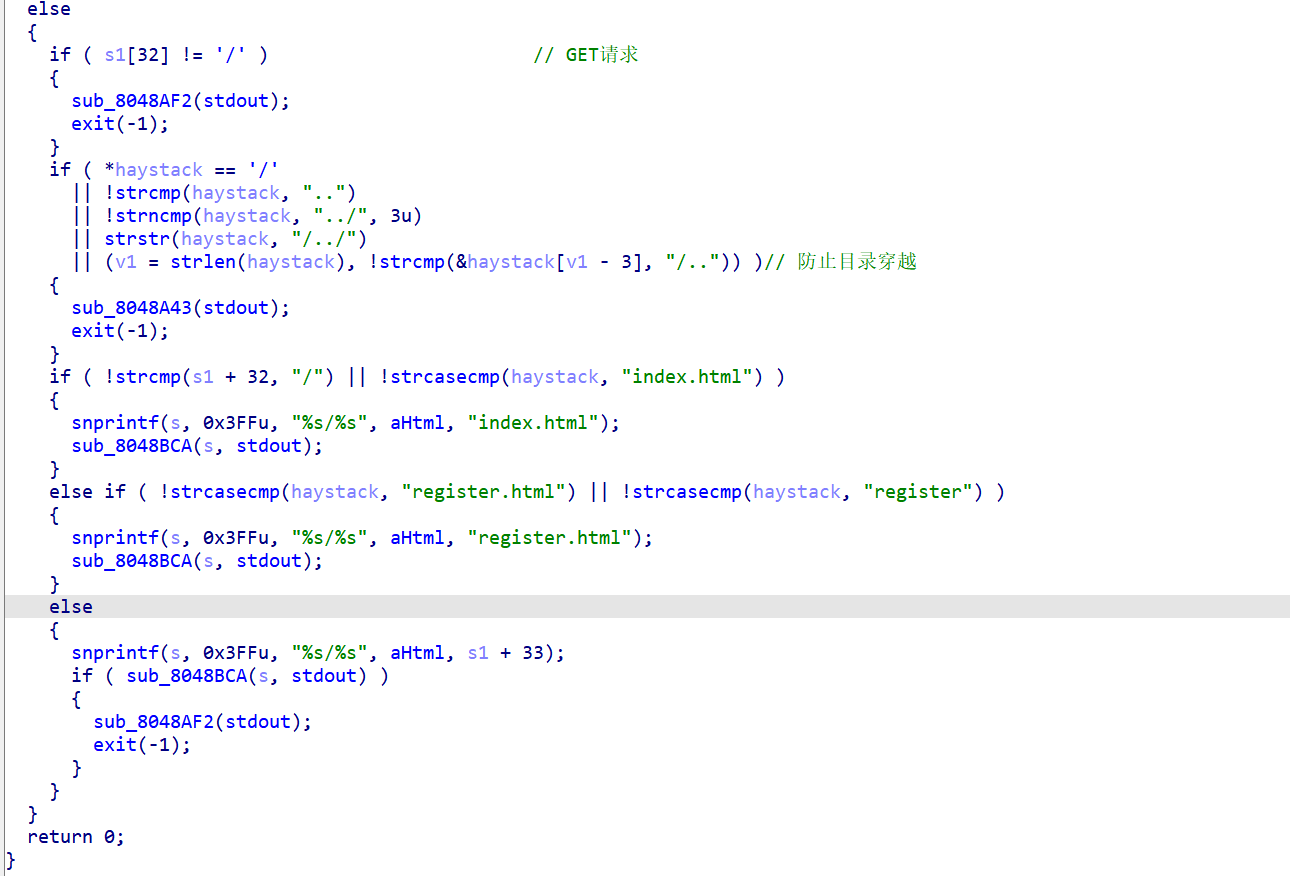 else
{
if ( s1[32] != '/' ) // GET请求
{
sub_8048AF2(stdout);
exit(-1);
}
if ( *haystack == '/'
|| !strcmp(haystack, "..")
|| !strncmp(haystack, "../", 3u)
|| strstr(haystack, "/../")
|| (v1 = strlen(haystack), !strcmp(&haystack[v1 - 3], "/..")) )// 防止目录穿越
{
sub_8048A43(stdout);
exit(-1);
}
if ( !strcmp(s1 + 32, "/") || !strcasecmp(haystack, "index.html") )
{
snprintf(s, 0x3FFu, "%s/%s", aHtml, "index.html");
sub_8048BCA(s, stdout);
}
else if ( !strcasecmp(haystack, "register.html") || !strcasecmp(haystack, "register") )
{
snprintf(s, 0x3FFu, "%s/%s", aHtml, "register.html");
sub_8048BCA(s, stdout);
}
else
{
snprintf(s, 0x3FFu, "%s/%s", aHtml, s1 + 33);
if ( sub_8048BCA(s, stdout) )
{
sub_8048AF2(stdout);
exit(-1);
}
}
}
return 0;
}